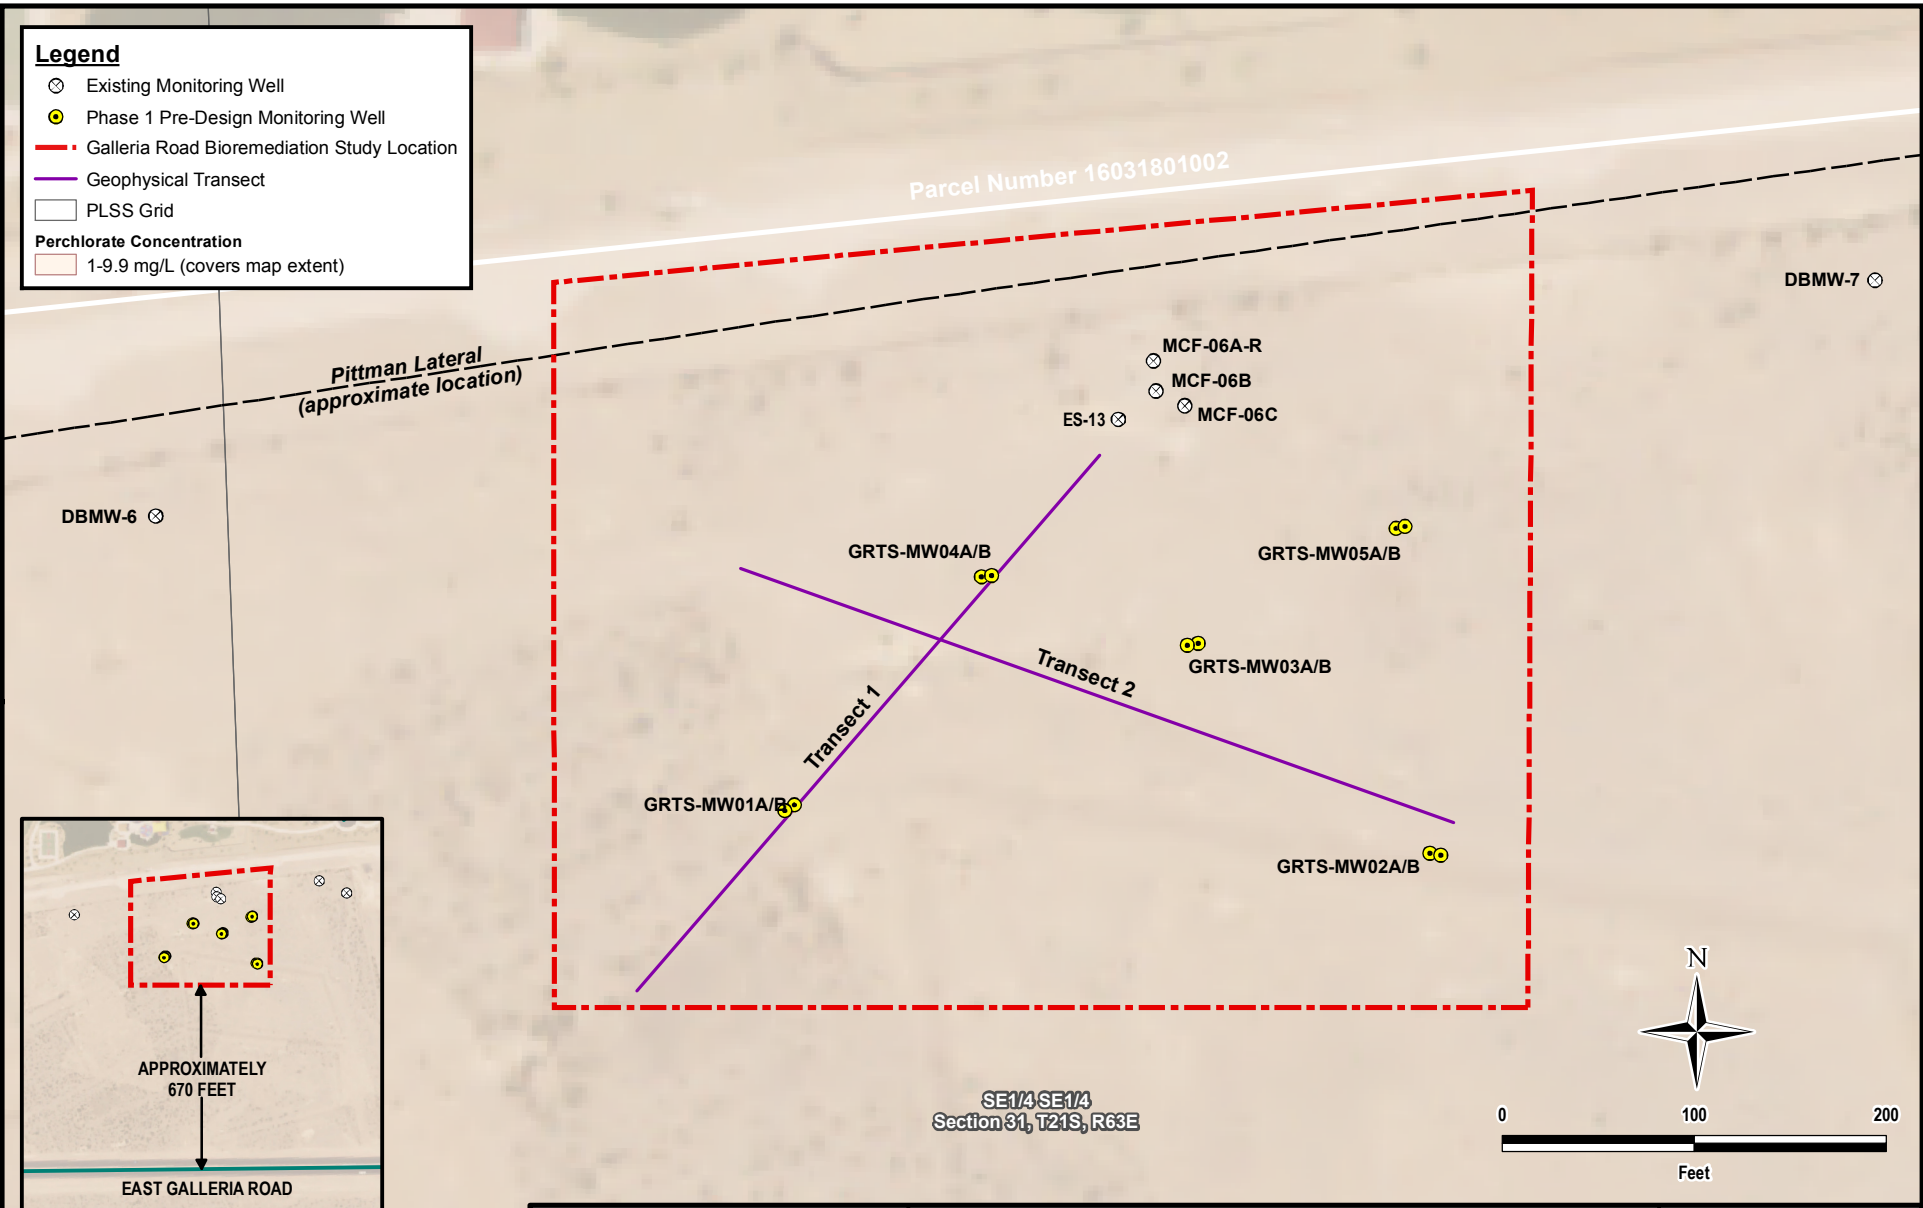 Legend
Existing Monitoring Well
Phase 1 Pre-Design Monitoring Well
Galleria Road Bioremediation Study Location
Geophysical Transect
PLSS Grid
Perchlorate Concentration
1-9.9 mg/L (covers map extent)
Parcel Number 16031801002
DBMW-7
Pittman Lateral
(approximate location)
MCF-06A-R
MCF-06B
MCF-06C
ES-13
DBMW-6
GRTS-MW04A/B
GRTS-MW05A/B
GRTS-MW03A/B
Transect 2
Transect 1
GRTS-MW01A/B
GRTS-MW02A/B
N
SE1/4 SE1/4
Section 31, T21S, R63E
0 100 200
Feet
APPROXIMATELY
670 FEET
EAST GALLERIA ROAD